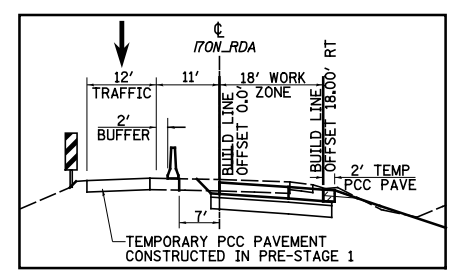 ℄
I70N_RDA
12'
11'
18' WORK
TRAFFIC
ZONE
2'
BUFFER
BUILD LINE
OFFSET 0.0'
BUILD LINE
OFFSET 18.00' RT
2' TEMP
PCC PAVE
7'
TEMPORARY PCC PAVEMENT
CONSTRUCTED IN PRE-STAGE 1